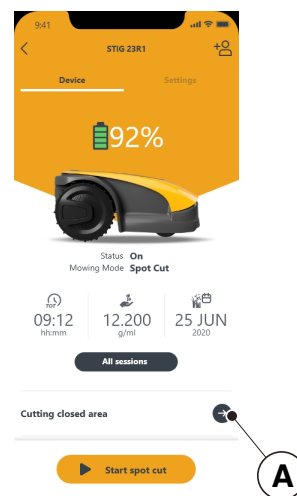 9:41
STIG 23R1
Device Settings
92%
Status On
Mowing Mode Spot Cut
TOT
09:12 12.200 25 JUN
hh:mm g/ml 2020
All sessions
Cutting closed area
Start spot cut
A